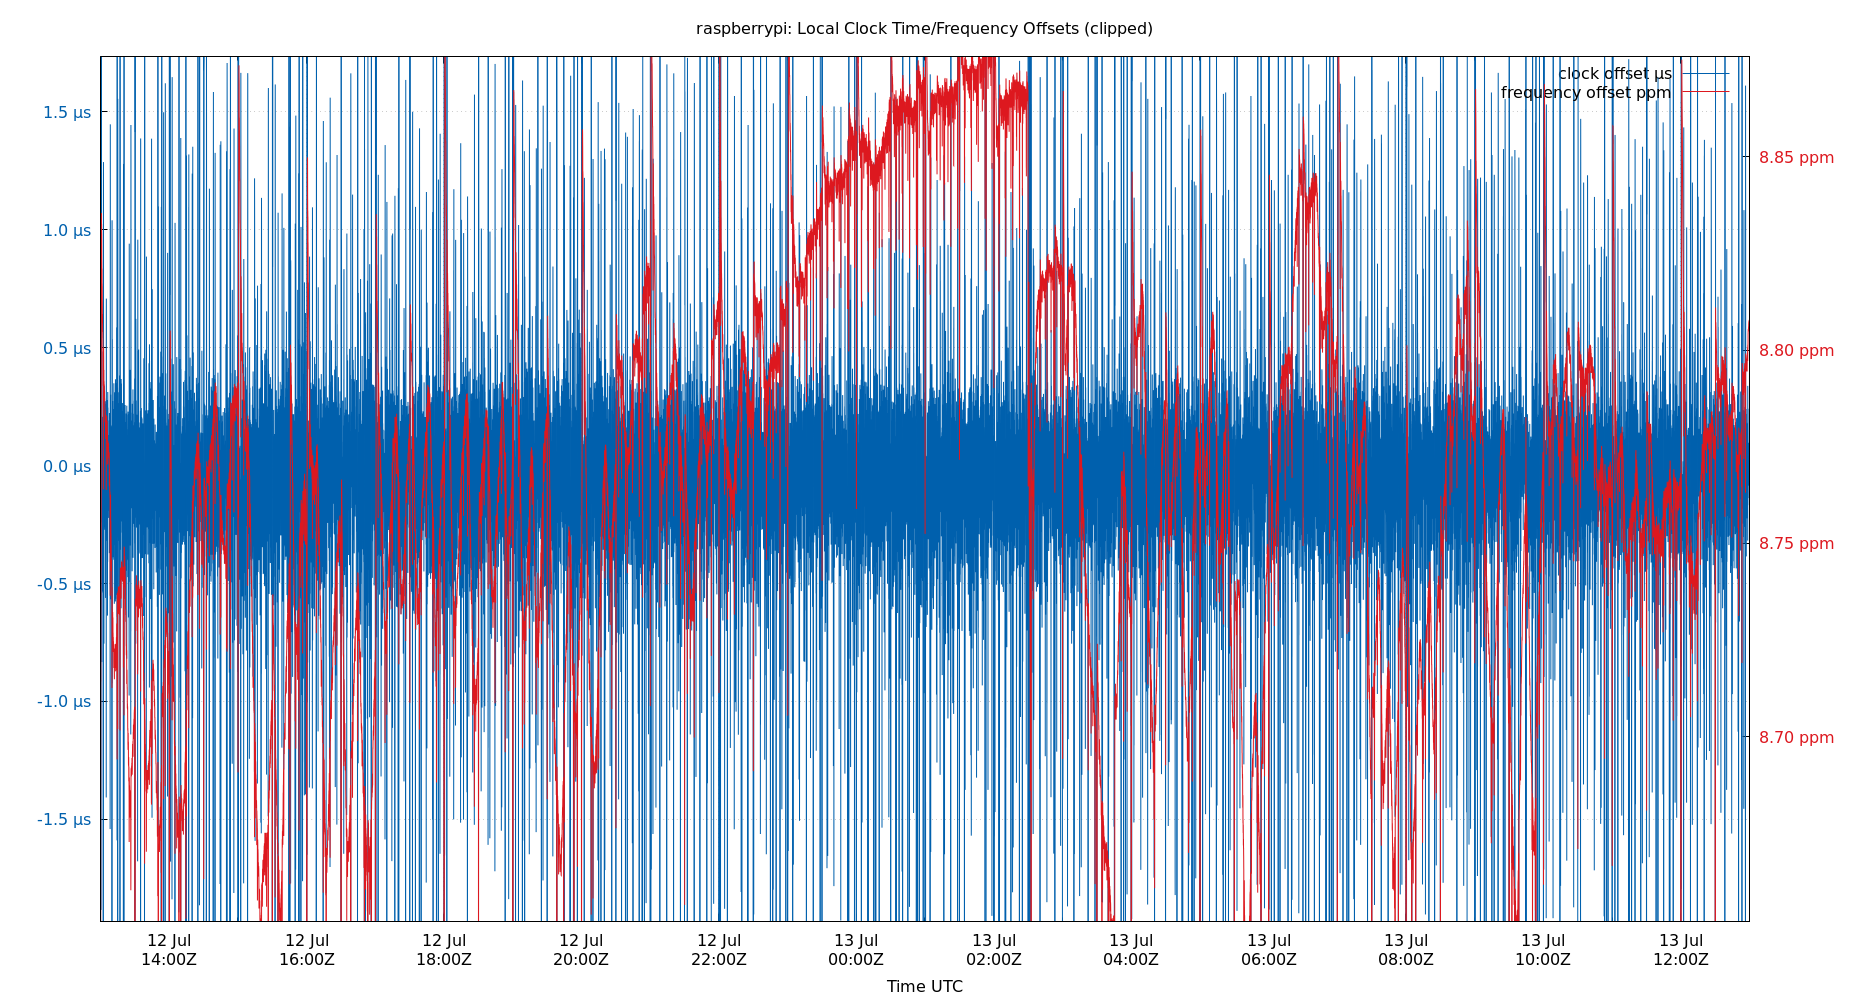 raspberrypi: Local Clock Time/Frequency Offsets (clipped)
clock offset µs
frequency offset ppm
1.5 µs
1.0 µs
0.5 µs
0.0 µs
-0.5 µs
-1.0 µs
-1.5 µs
8.85 ppm
8.80 ppm
8.75 ppm
8.70 ppm
12 Jul 12 Jul 12 Jul 12 Jul 12 Jul 13 Jul 13 Jul 13 Jul 13 Jul 13 Jul 13 Jul 13 Jul
14:00Z 16:00Z 18:00Z 20:00Z 22:00Z 00:00Z 02:00Z 04:00Z 06:00Z 08:00Z 10:00Z 12:00Z
Time UTC